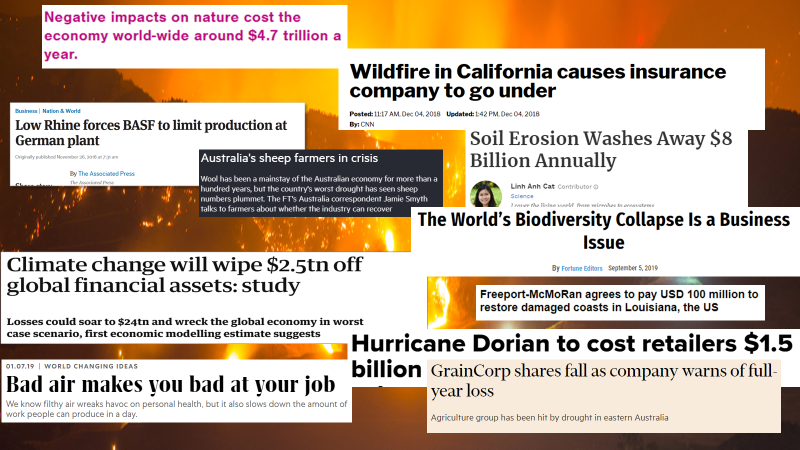 Negative impacts on nature cost the
economy world-wide around $4.7 trillion a
year.
Wildfire in California causes insurance
company to go under
Posted: 11:17 AM, Dec 04, 2018 Updated: 1:42 PM, Dec 04, 2018
By: CNN
Business | Nation & World
Low Rhine forces BASF to limit production at
German plant
Originally published November 26, 2018 at 7:31 am
By The Associated Press
The Associated Press
Soil Erosion Washes Away $8
Billion Annually
Linh Anh Cat Contributor
Science
Australia's sheep farmers in crisis
Wool has been a mainstay of the Australian economy for more than a
hundred years, but the country's worst drought has seen sheep
numbers plummet. The FT's Australia correspondent Jamie Smyth
talks to farmers about whether the industry can recover
The World's Biodiversity Collapse Is a Business
Issue
By Fortune Editors September 5, 2019
Climate change will wipe $2.5tn off
global financial assets: study
Losses could soar to $24tn and wreck the global economy in worst
case scenario, first economic modelling estimate suggests
Freeport-McMoRan agrees to pay USD 100 million to
restore damaged coasts in Louisiana, the US
Hurricane Dorian to cost retailers $1.5
billion
01.07.19 | WORLD CHANGING IDEAS
Bad air makes you bad at your job
We know filthy air wreaks havoc on personal health, but it also slows down the amount of
work people can produce in a day.
GrainCorp shares fall as company warns of full-
year loss
Agriculture group has been hit by drought in eastern Australia